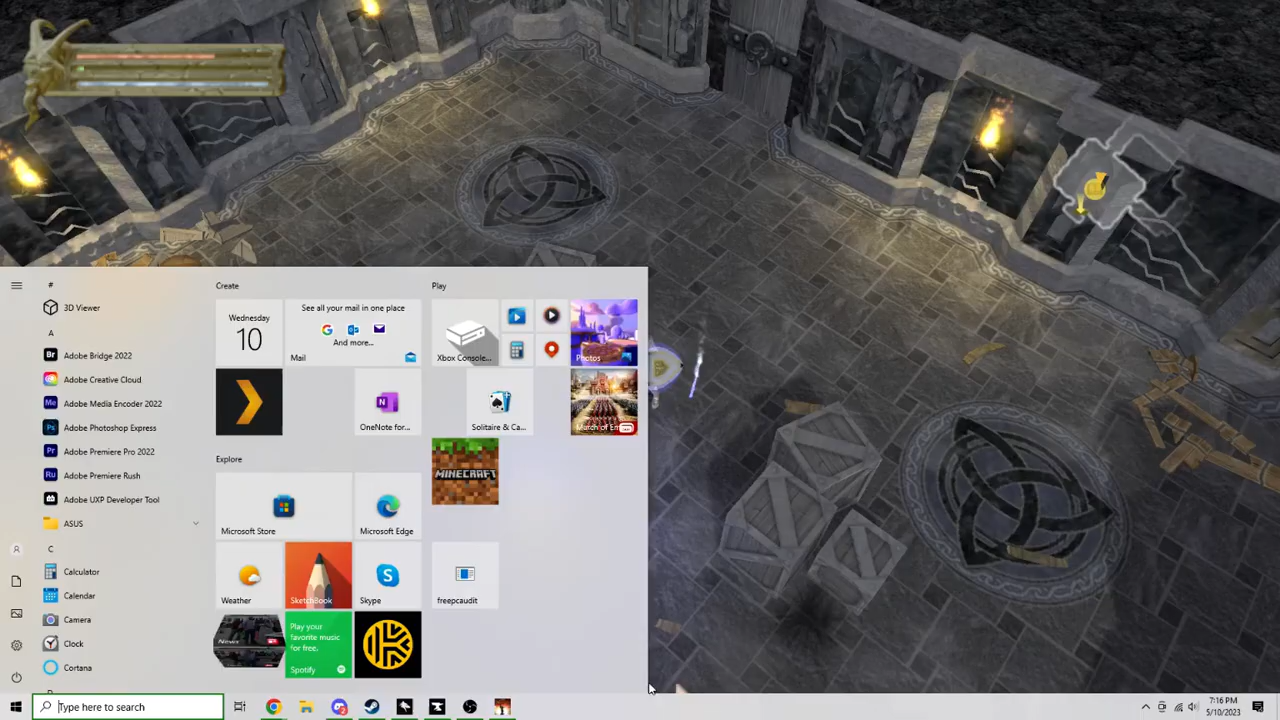 #
3D Viewer
A
Adobe Bridge 2022
Adobe Creative Cloud
Adobe Media Encoder 2022
Adobe Photoshop Express
Adobe Premiere Pro 2022
Adobe Premiere Rush
Adobe UXP Developer Tool
ASUS
C
Calculator
Calendar
Camera
Clock
Cortana
Create
Wednesday
10
See all your mail in one place
And more...
Mail
OneNote for...
Explore
Microsoft Store
Microsoft Edge
Weather
SketchBook
Skype
News
Play your
favorite music
for free.
Spotify
Play
Xbox Console...
Photos
Solitaire & Ca...
March of Em...
MINECRAFT
freepcaudit
Type here to search
7:16 PM
5/10/2023